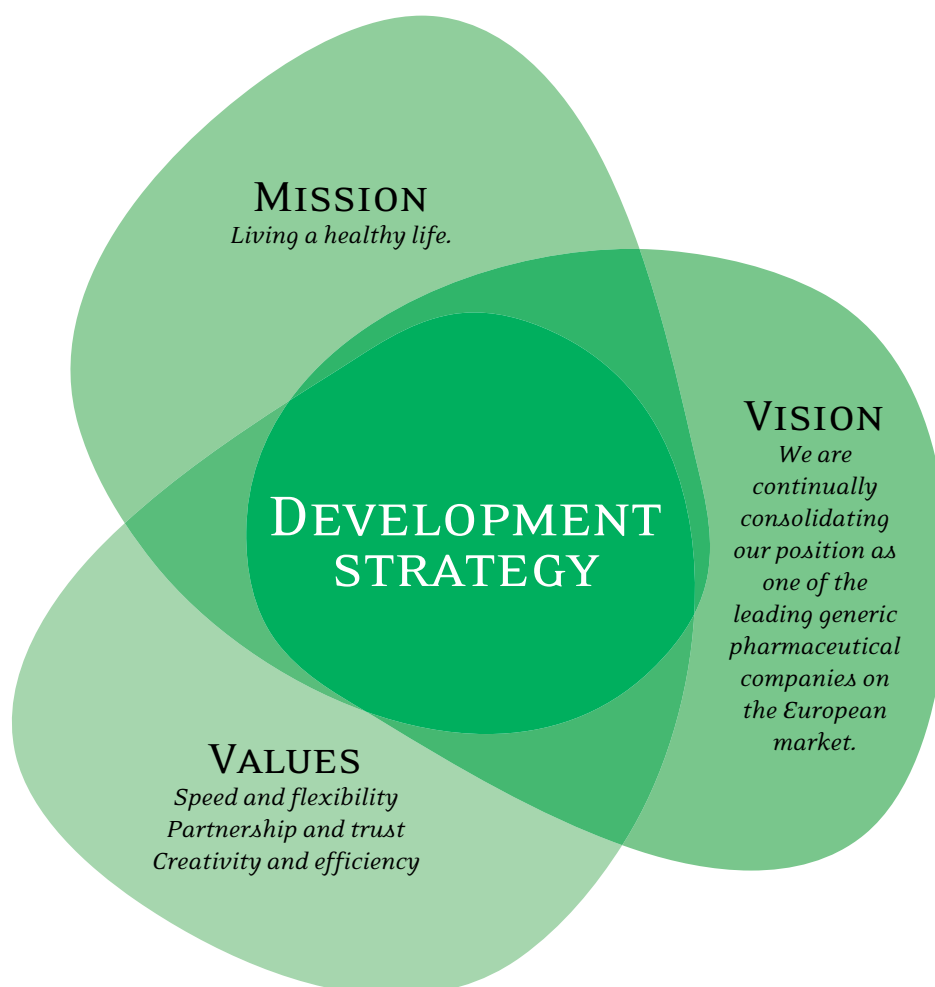 Mission
Living a healthy life.
Vision
We are
continually
consolidating
our position as
one of the
leading generic
pharmaceutical
companies on
the European
market.
Development
strategy
Values
Speed and flexibility
Partnership and trust
Creativity and efficiency